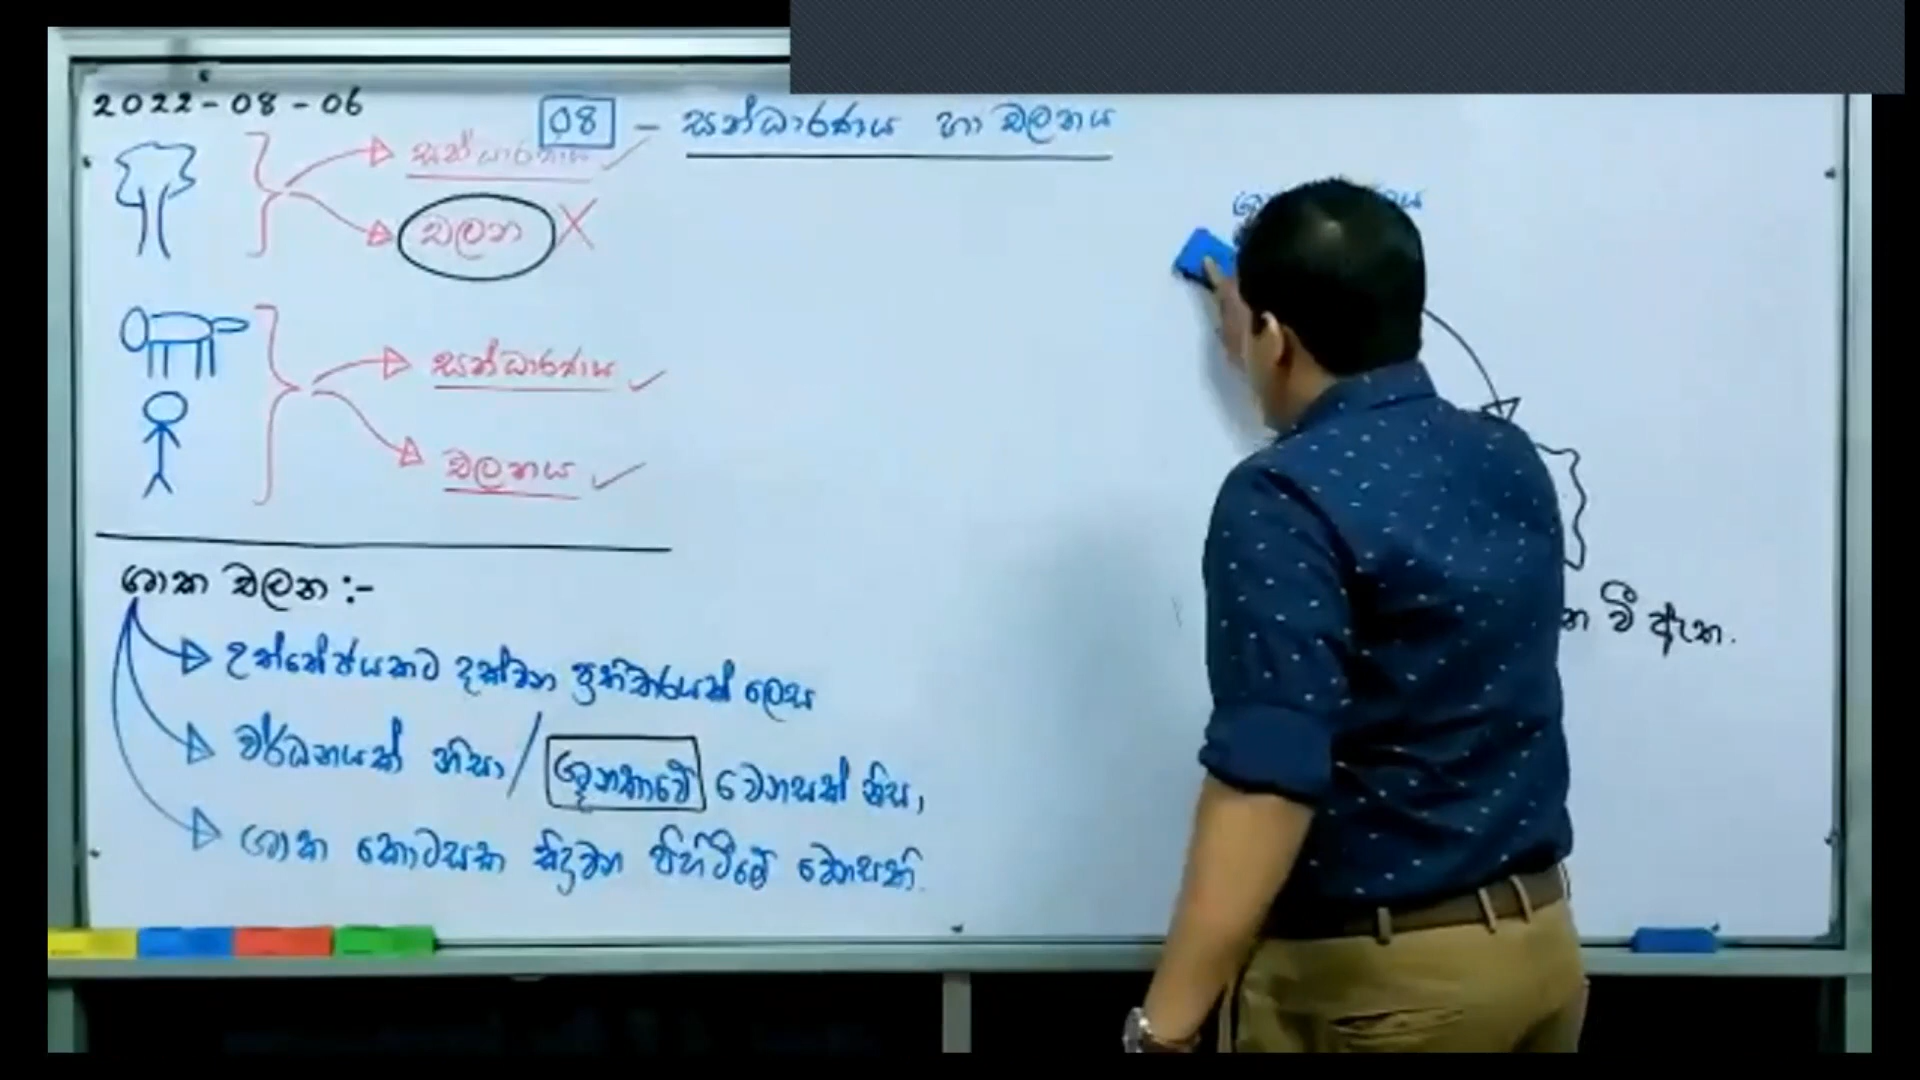 2022-08-06
08 - සන්ධාරණය හා චලනය
සන්ධාරණය ✓
චලන X
සන්ධාරණය ✓
චලනය ✓
ශාක චලන :-
උත්තේජයකට දක්වන ප්‍රතිචාරයක් ලෙස
වර්ධනයක් නිසා / ශූනතාවේ වෙනසක් නිසා,
ශාක කොටසක සිදුවන පිහිටීමේ වෙනසකි.
වී ඇත.